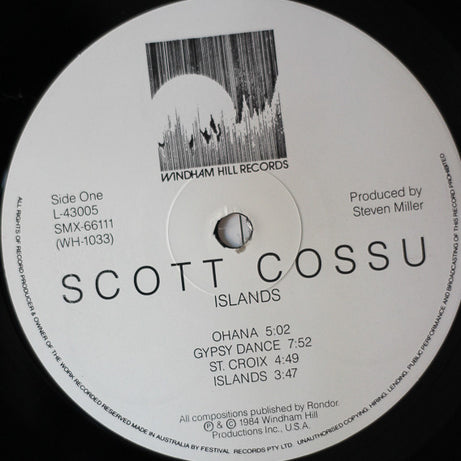 WINDHAM HILL RECORDS
Side One
L-43005
SMX-66111
(WH-1033)
Produced by
Steven Miller
SCOTT COSSU
ISLANDS
OHANA 5:02
GYPSY DANCE 7:52
ST. CROIX 4:49
ISLANDS 3:47
All compositions published by Rondor.
Ⓟ & © 1984 Windham Hill
Productions Inc., U.S.A.
ALL RIGHTS OF RECORD PRODUCER & OWNER OF THE WORK RECORDED RESERVED MADE IN AUSTRALIA BY FESTIVAL RECORDS PTY LTD. UNAUTHORISED COPYING, HIRING, LENDING, PUBLIC PERFORMANCE AND BROADCASTING OF THIS RECORD PROHIBITED